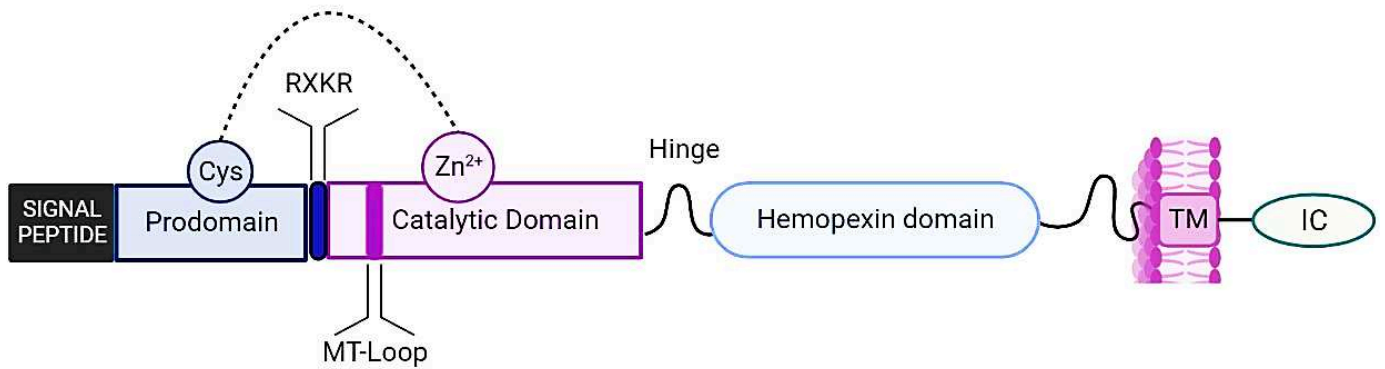 RXKR
Cys
Zn²⁺
Hinge
SIGNAL
PEPTIDE
Prodomain
Catalytic Domain
Hemopexin domain
TM
IC
MT-Loop